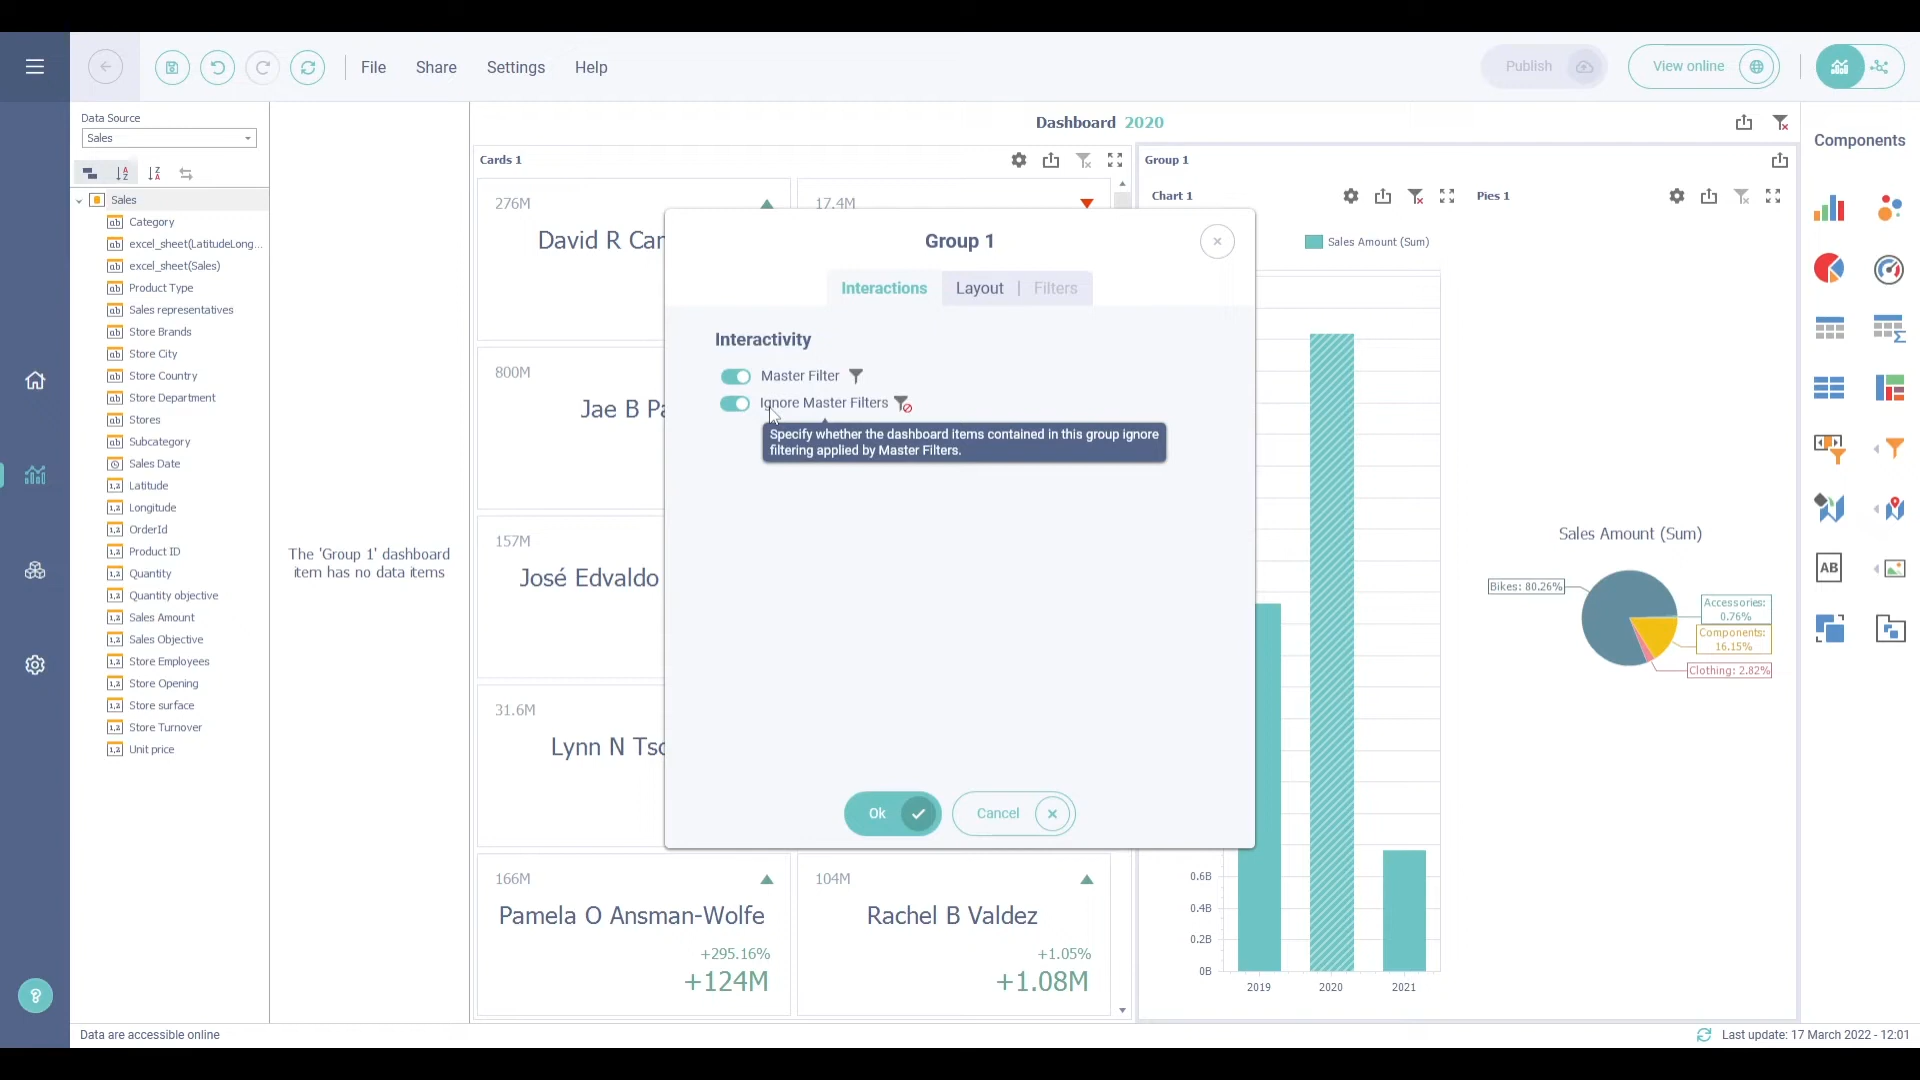 File
Share
Settings
Help
Publish
View online
Data Source
Sales
Sales
Category
excel_sheet(LatitudeLong...
excel_sheet(Sales)
Product Type
Sales representatives
Store Brands
Store City
Store Country
Store Department
Stores
Subcategory
Sales Date
Latitude
Longitude
OrderId
Product ID
Quantity
Quantity objective
Sales Amount
Sales Objective
Store Employees
Store Opening
Store surface
Store Turnover
Unit price
The 'Group 1' dashboard
item has no data items
Dashboard 2020
Cards 1
276M
David R Car
17.4M
800M
Jae B Pa
157M
José Edvaldo
31.6M
Lynn N Tso
166M
Pamela O Ansman-Wolfe
+295.16%
+124M
104M
Rachel B Valdez
+1.05%
+1.08M
Group 1
Interactions
Layout | Filters
Interactivity
Master Filter
Ignore Master Filters
Specify whether the dashboard items contained in this group ignore
filtering applied by Master Filters.
Ok
Cancel
Group 1
Chart 1
Sales Amount (Sum)
0.6B
0.4B
0.2B
0B
2019
2020
2021
Pies 1
Sales Amount (Sum)
Bikes: 80.26%
Accessories:
0.76%
Components:
16.15%
Clothing: 2.82%
Components
AB
Data are accessible online
Last update: 17 March 2022 - 12:01